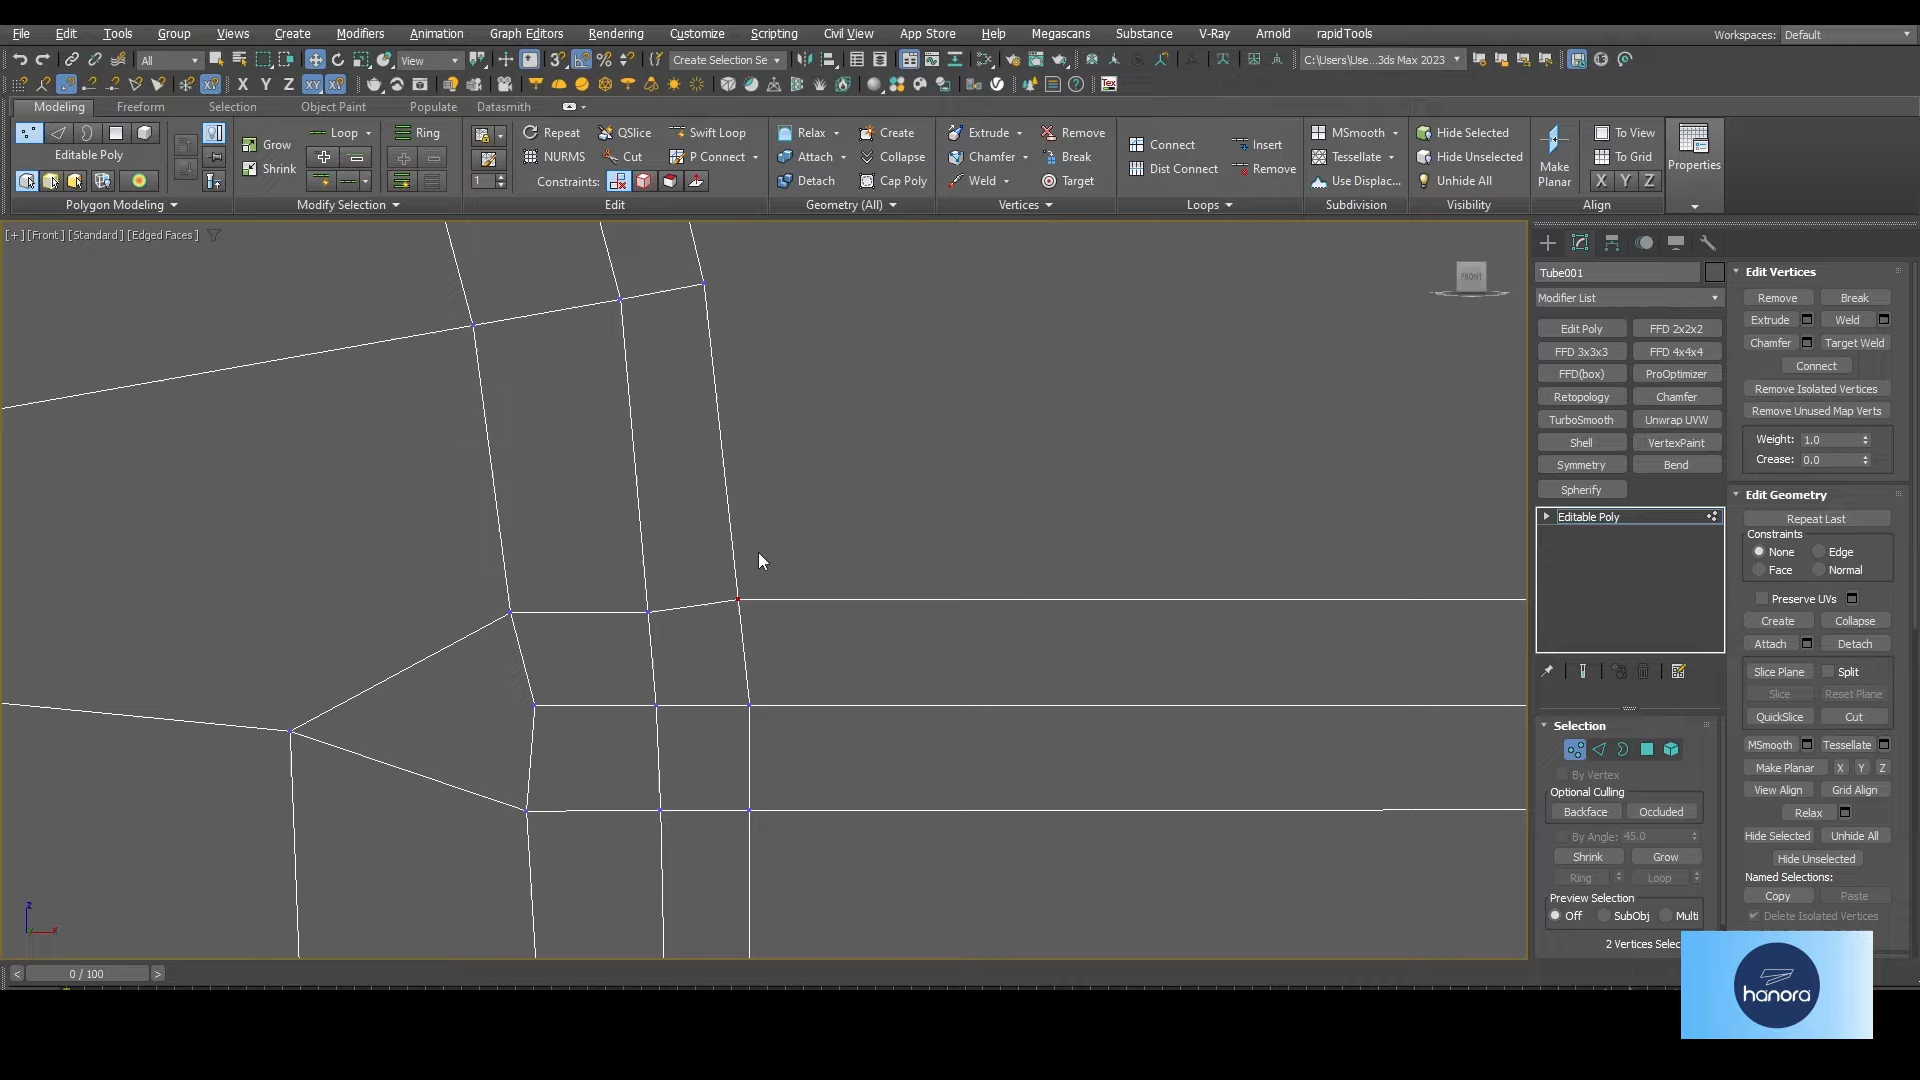 File Edit Tools Group Views Create Modifiers Animation Graph Editors Rendering Customize Scripting Civil View App Store Help Megascans Substance V-Ray Arnold rapidTools Workspaces: Default
All View Create Selection Se C:\Users\Use...3ds Max 2023
X Y Z XY Tex
Modeling Freeform Selection Object Paint Populate Datasmith
Loop Ring Repeat QSlice Swift Loop Relax Create Extrude Remove MSmooth Hide Selected To View
Grow Connect Insert
Editable Poly NURMS Cut P Connect Attach Collapse Chamfer Break Tessellate Hide Unselected To Grid
Shrink Dist Connect Remove Make Planar Properties
1 Constraints: Detach Cap Poly Weld Target Use Displac... Unhide All X Y Z
Polygon Modeling Modify Selection Edit Geometry (All) Vertices Loops Subdivision Visibility Align
[+] [Front] [Standard] [Edged Faces]
FRONT
z
x
Tube001
Modifier List
Edit Poly FFD 2x2x2
FFD 3x3x3 FFD 4x4x4
FFD(box) ProOptimizer
Retopology Chamfer
TurboSmooth Unwrap UVW
Shell VertexPaint
Symmetry Bend
Spherify
Editable Poly
Selection
By Vertex
Optional Culling
Backface Occluded
By Angle: 45.0
Shrink Grow
Ring Loop
Preview Selection
Off SubObj Multi
2 Vertices Selec
Edit Vertices
Remove Break
Extrude Weld
Chamfer Target Weld
Connect
Remove Isolated Vertices
Remove Unused Map Verts
Weight: 1.0
Crease: 0.0
Edit Geometry
Repeat Last
Constraints
None Edge
Face Normal
Preserve UVs
Create Collapse
Attach Detach
Slice Plane Split
Slice Reset Plane
QuickSlice Cut
MSmooth Tessellate
Make Planar X Y Z
View Align Grid Align
Relax
Hide Selected Unhide All
Hide Unselected
Named Selections:
Copy Paste
Delete Isolated Vertices
< 0 / 100 >
hanora